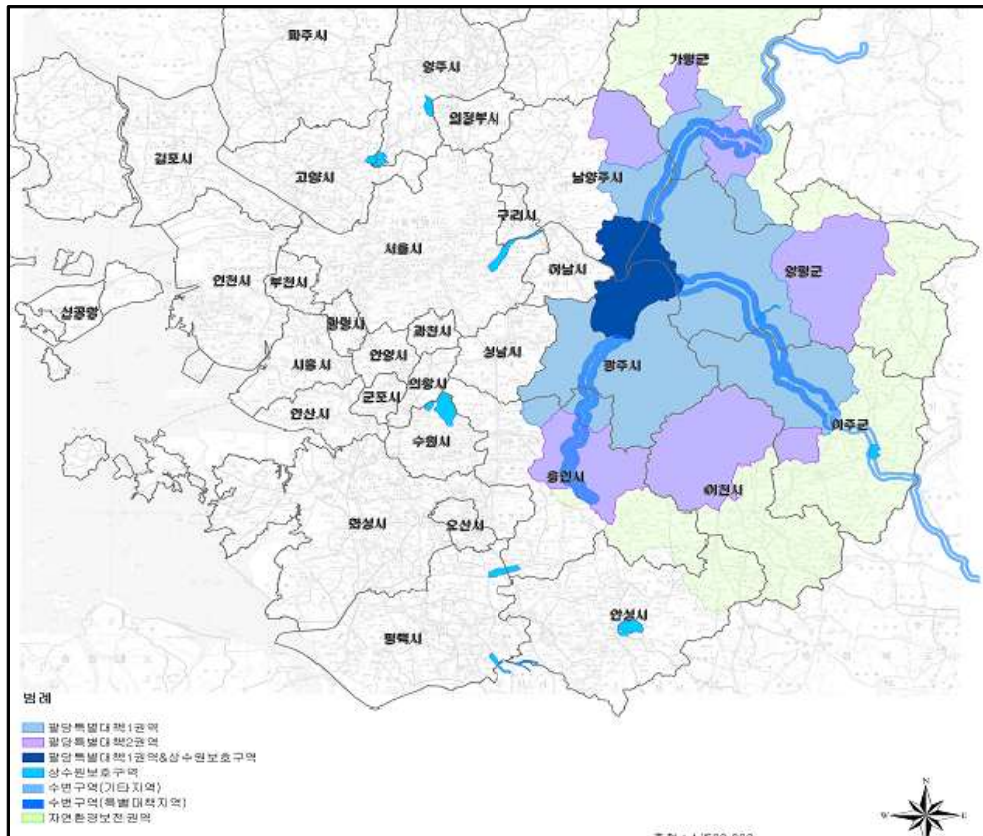 파주시
양주시
가평군
의정부시
김포시
고양시
남양주시
구리시
서울시
하남시
양평군
인천시
부천시
광명시
과천시
시흥시
안양시
성남시
광주시
의왕시
군포시
안산시
수원시
여주군
용인시
이천시
화성시
오산시
안성시
평택시
범례
팔당특별대책1권역
팔당특별대책2권역
팔당특별대책1권역&상수원보호구역
상수원보호구역
수변구역(기타지역)
수변구역(특별대책지역)
자연환경보전권역
N
W
E
S